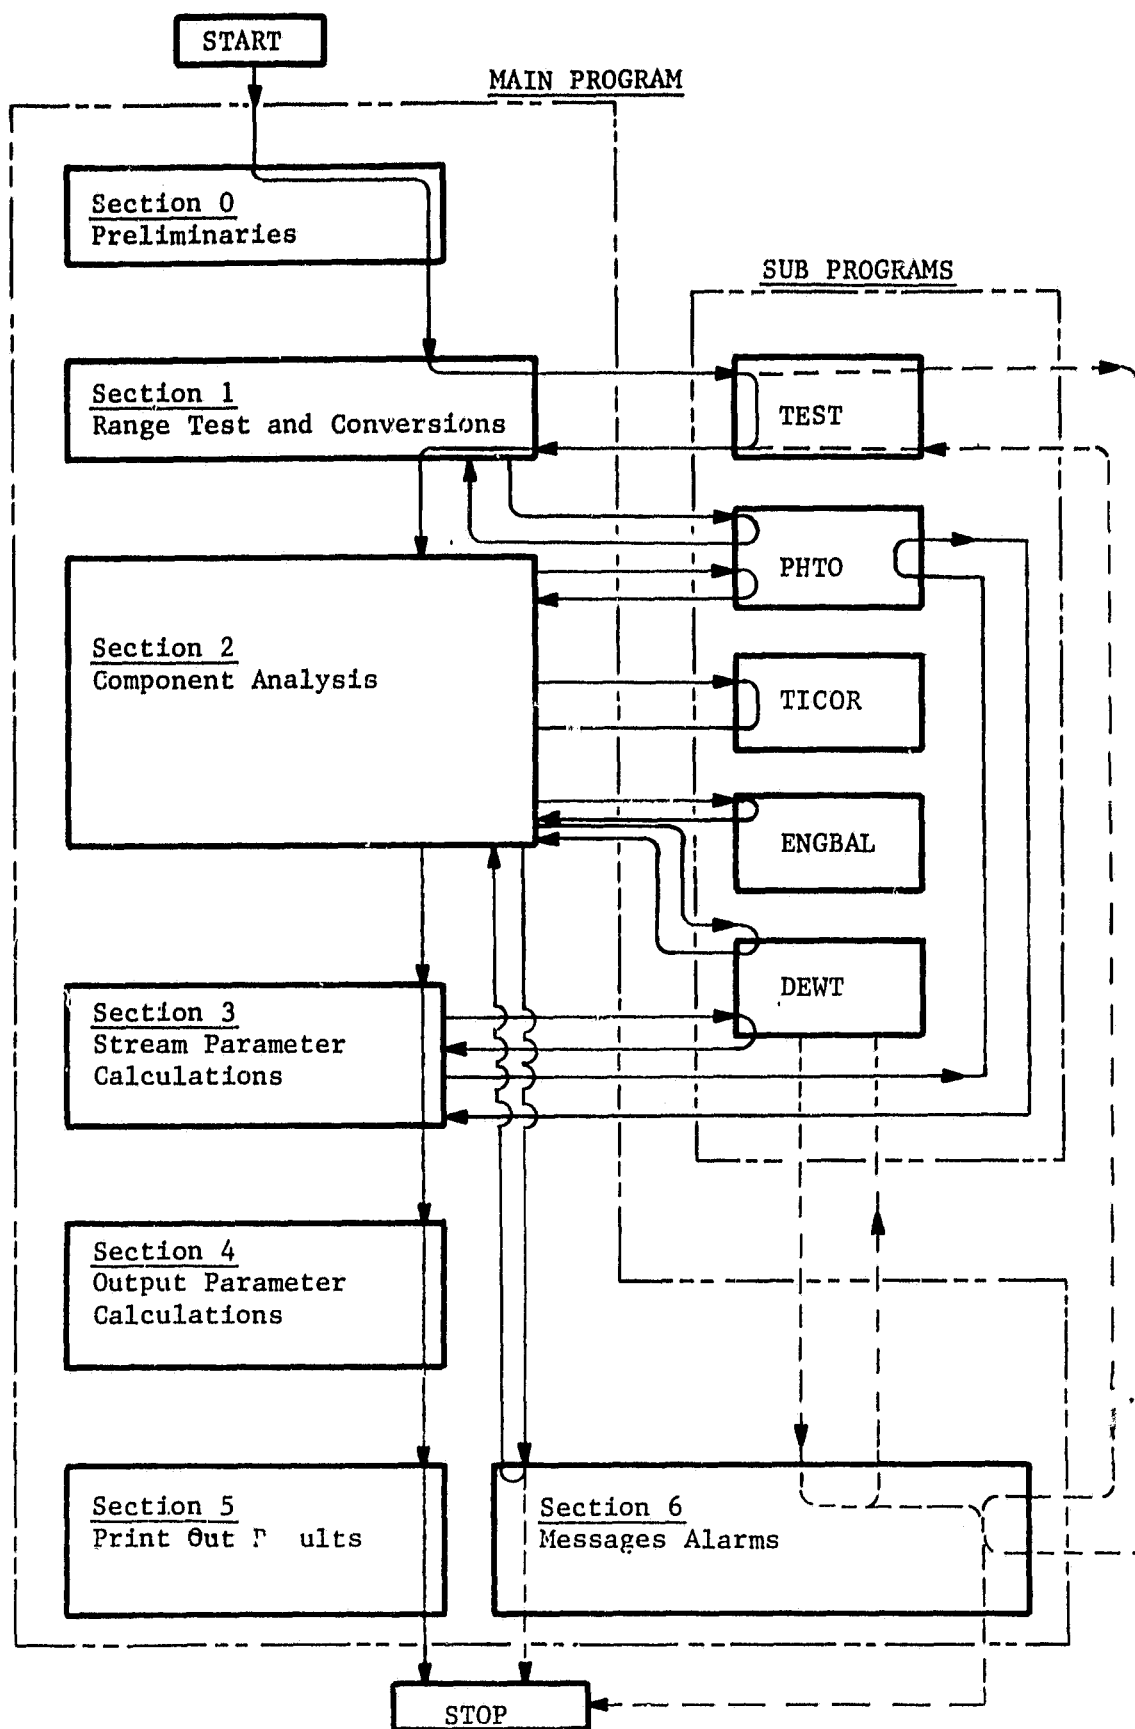 START
MAIN PROGRAM
Section 0
Preliminaries
SUB PROGRAMS
Section 1
Range Test and Conversions
TEST
PHTO
Section 2
Component Analysis
TICOR
ENGBAL
DEWT
Section 3
Stream Parameter
Calculations
Section 4
Output Parameter
Calculations
Section 5
Print Out
Section 6
Messages Alarms
STOP